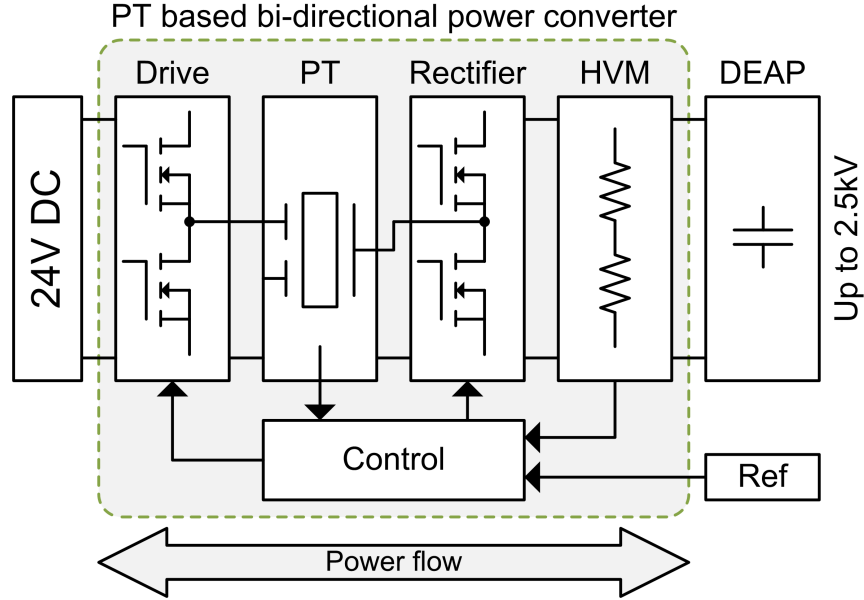 PT based bi-directional power converter
Drive
PT
Rectifier
HVM
DEAP
24V DC
Up to 2.5kV
Control
Ref
Power flow